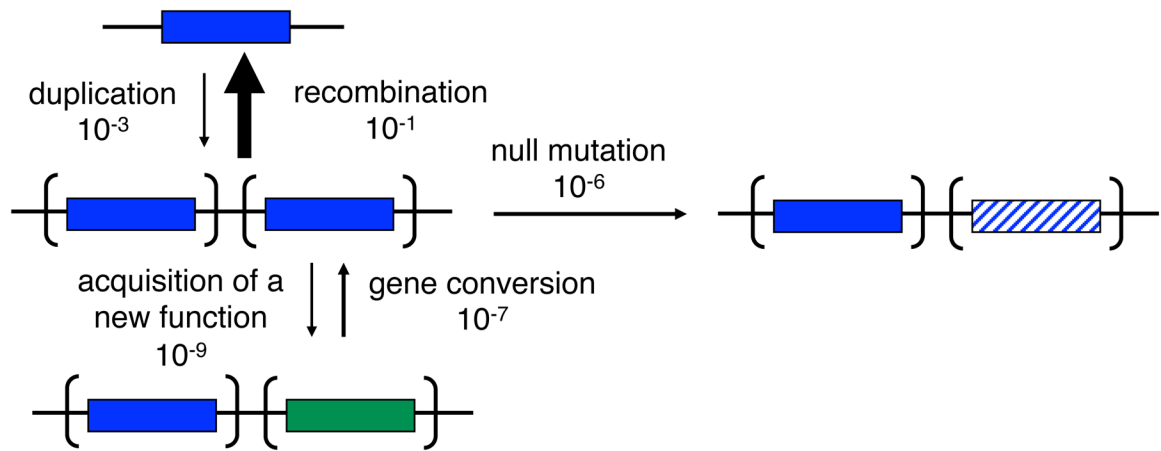 duplication
10-3
recombination
10-1
null mutation
10-6
acquisition of a
new function
10-9
gene conversion
10-7